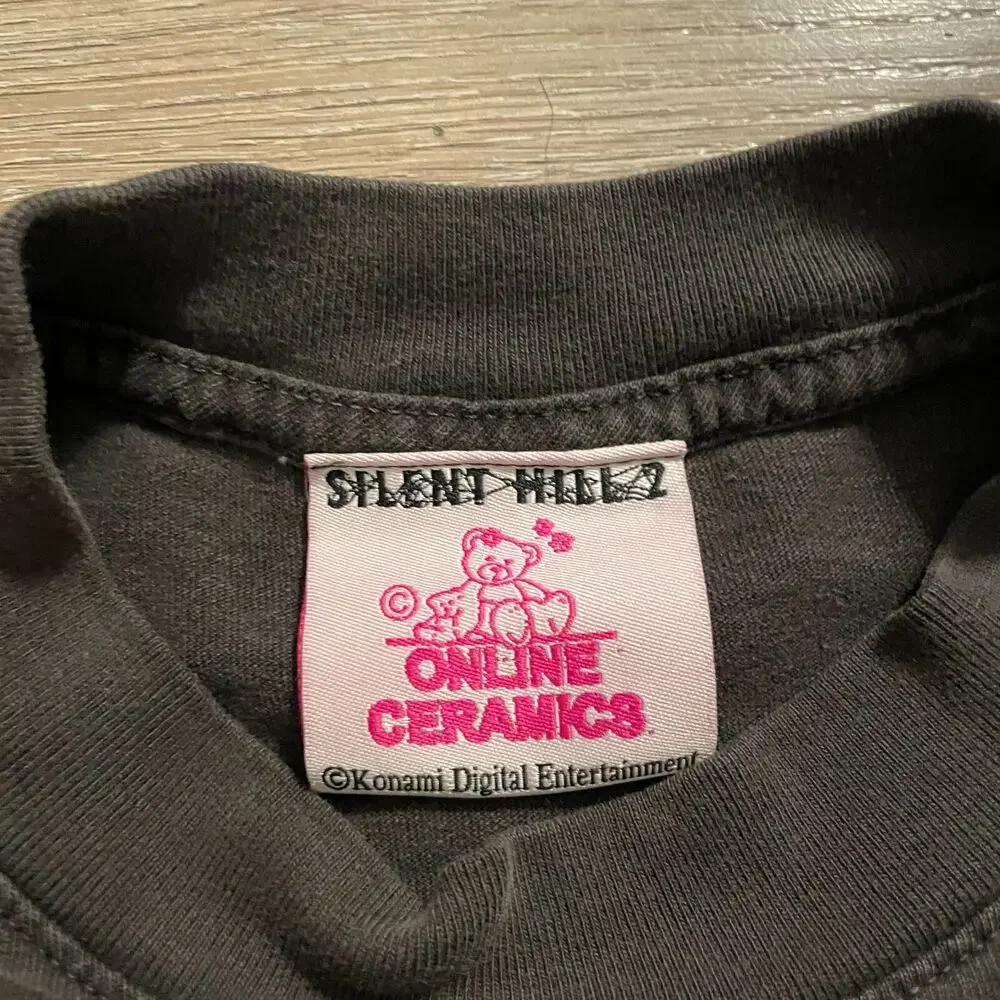 SILENT HILL 2
©
ONLINE
CERAMICS
©Konami Digital Entertainment